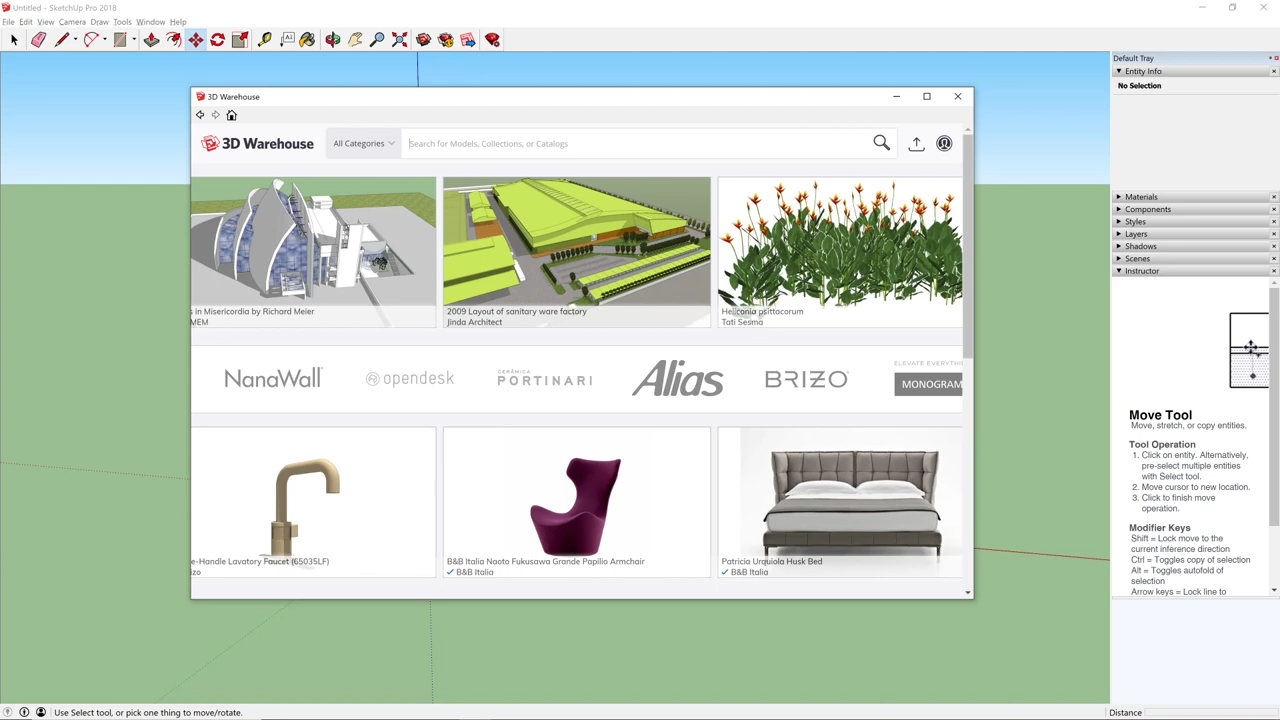 Untitled - SketchUp Pro 2018
File Edit View Camera Draw Tools Window Help
3D Warehouse
3D Warehouse
All Categories
Search for Models, Collections, or Catalogs
s in Misericordia by Richard Meier
MEM
2009 Layout of sanitary ware factory
Jinda Architect
Heliconia psittacorum
Tati Sesma
NanaWall
opendesk
CERÂMICA
PORTINARI
Alias
BRIZO
ELEVATE EVERYTHI
MONOGRAM
e-Handle Lavatory Faucet (65035LF)
izo
B&B Italia Naoto Fukusawa Grande Papilio Armchair
B&B Italia
Patricia Urquiola Husk Bed
B&B Italia
Default Tray
Entity Info
No Selection
Materials
Components
Styles
Layers
Shadows
Scenes
Instructor
Move Tool
Move, stretch, or copy entities.
Tool Operation
1. Click on entity. Alternatively,
pre-select multiple entities
with Select tool.
2. Move cursor to new location.
3. Click to finish move
operation.
Modifier Keys
Shift = Lock move to the
current inference direction
Ctrl = Toggles copy of selection
Alt = Toggles autofold of
selection
Arrow keys = Lock line to
Use Select tool, or pick one thing to move/rotate.
Distance